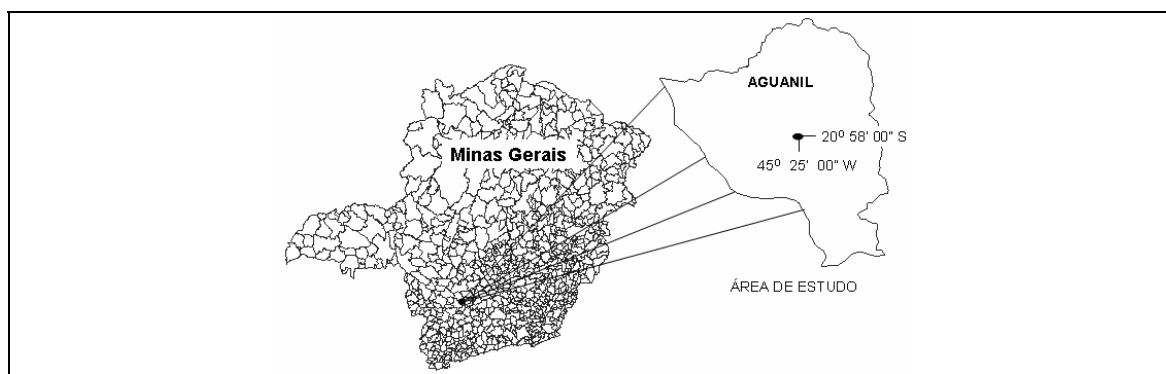 AGUANIL
Minas Gerais
20º 58' 00" S
45º 25' 00" W
ÁREA DE ESTUDO